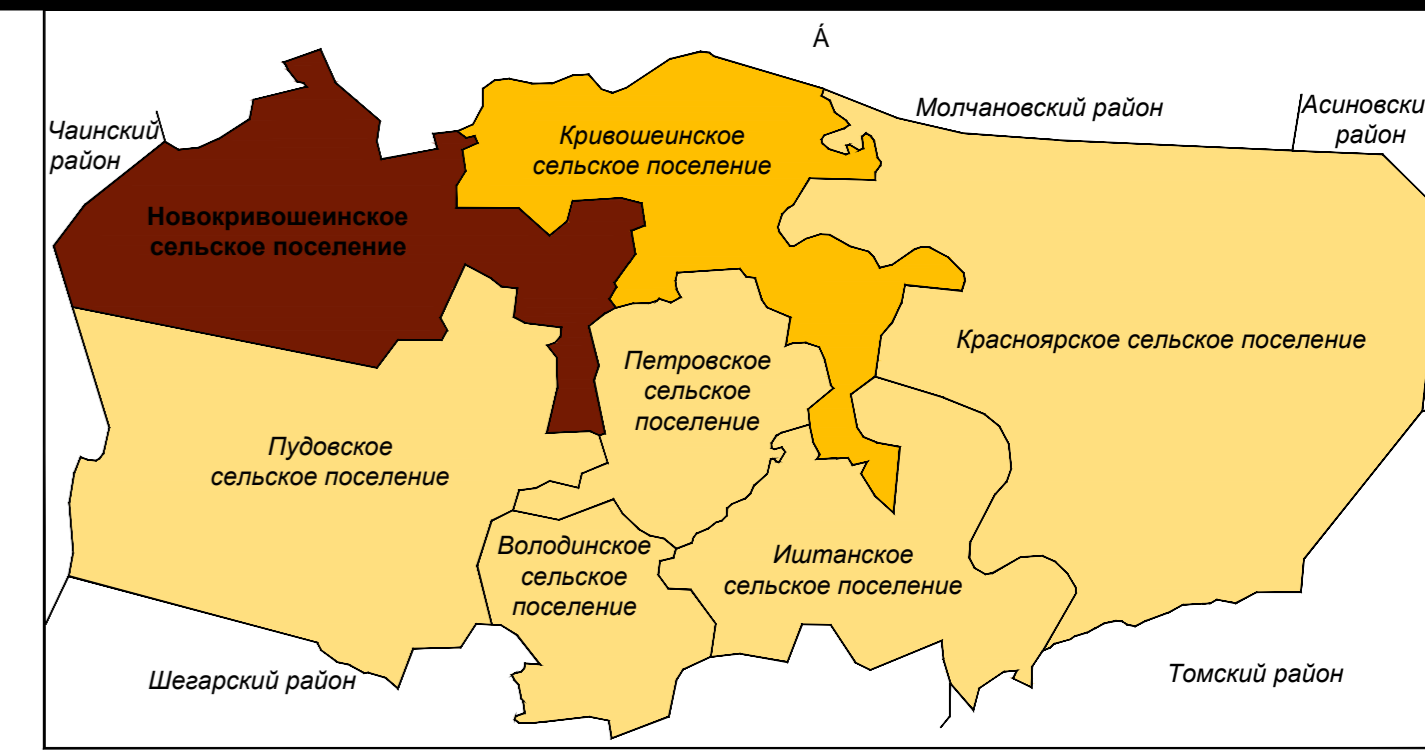 Á
Молчановский район
Асиновски
район
Чаинский
район
Кривошеинское
сельское поселение
Новокривошеинское
сельское поселение
Красноярское сельское поселение
Петровское
сельское
поселение
Пудовское
сельское поселение
Володинское
сельское
поселение
Иштанское
сельское поселение
Шегарский район
Томский район